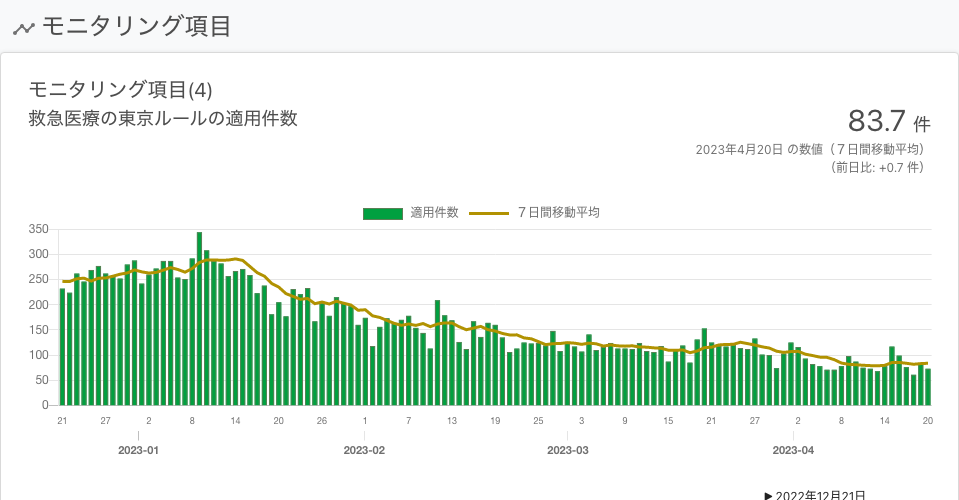 モニタリング項目
モニタリング項目(4)
救急医療の東京ルールの適用件数
83.7 件
2023年4月20日 の数値（７日間移動平均）
（前日比: +0.7 件）
適用件数 ７日間移動平均
350
300
250
200
150
100
50
0
21 27 2 8 14 20 26 1 7 13 19 25 3 9 15 21 27 2 8 14 20
2023-01 2023-02 2023-03 2023-04
▶ 2022年12月21日